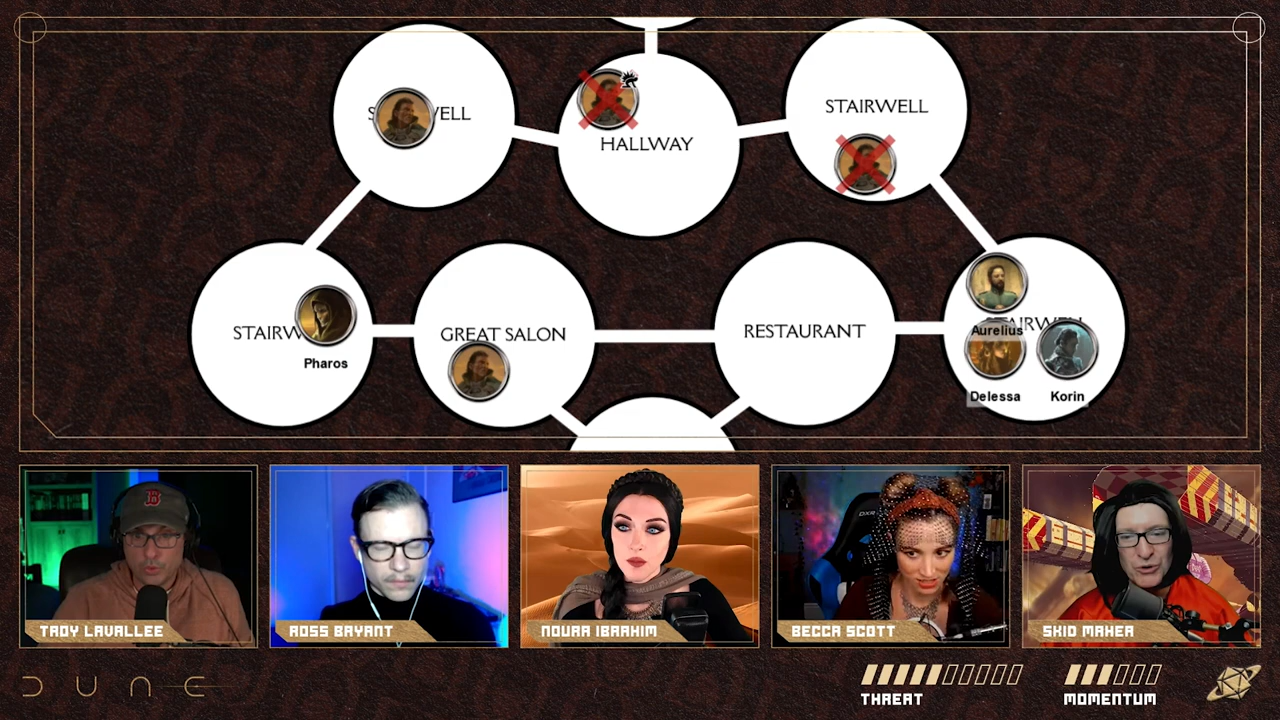 HALLWAY
STAIRWELL
GREAT SALON
RESTAURANT
Pharos
Aurelius
Delessa
Korin
TROY LAVALLEE
ROSS BRYANT
NOURA IBRAHIM
BECCA SCOTT
SKID MAHER
DUNE
THREAT
MOMENTUM